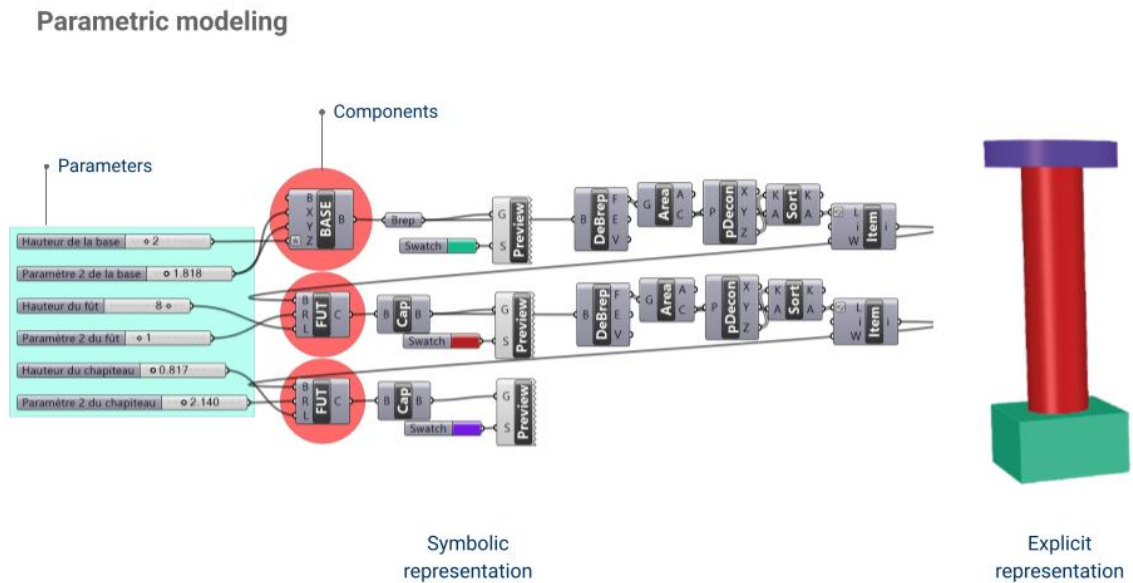 Parametric modeling
Components
Parameters
Hauteur de la base 2
Paramètre 2 de la base 1.818
Hauteur du fût 8
Paramètre 2 du fût 1
Hauteur du chapiteau 0.817
Paramètre 2 du chapiteau 2.140
B X Y Z BASE B
Brep
Swatch
G S Preview
B DeBrep F E V
G Area A C
P pDecon X Y Z
K A Sort K A
L i W Item i
B R L FUT C
B Cap B
Swatch
G S Preview
B DeBrep F E V
G Area A C
P pDecon X Y Z
K A Sort K A
L i W Item i
B R L FUT C
B Cap B
Swatch
G S Preview
Symbolic
representation
Explicit
representation